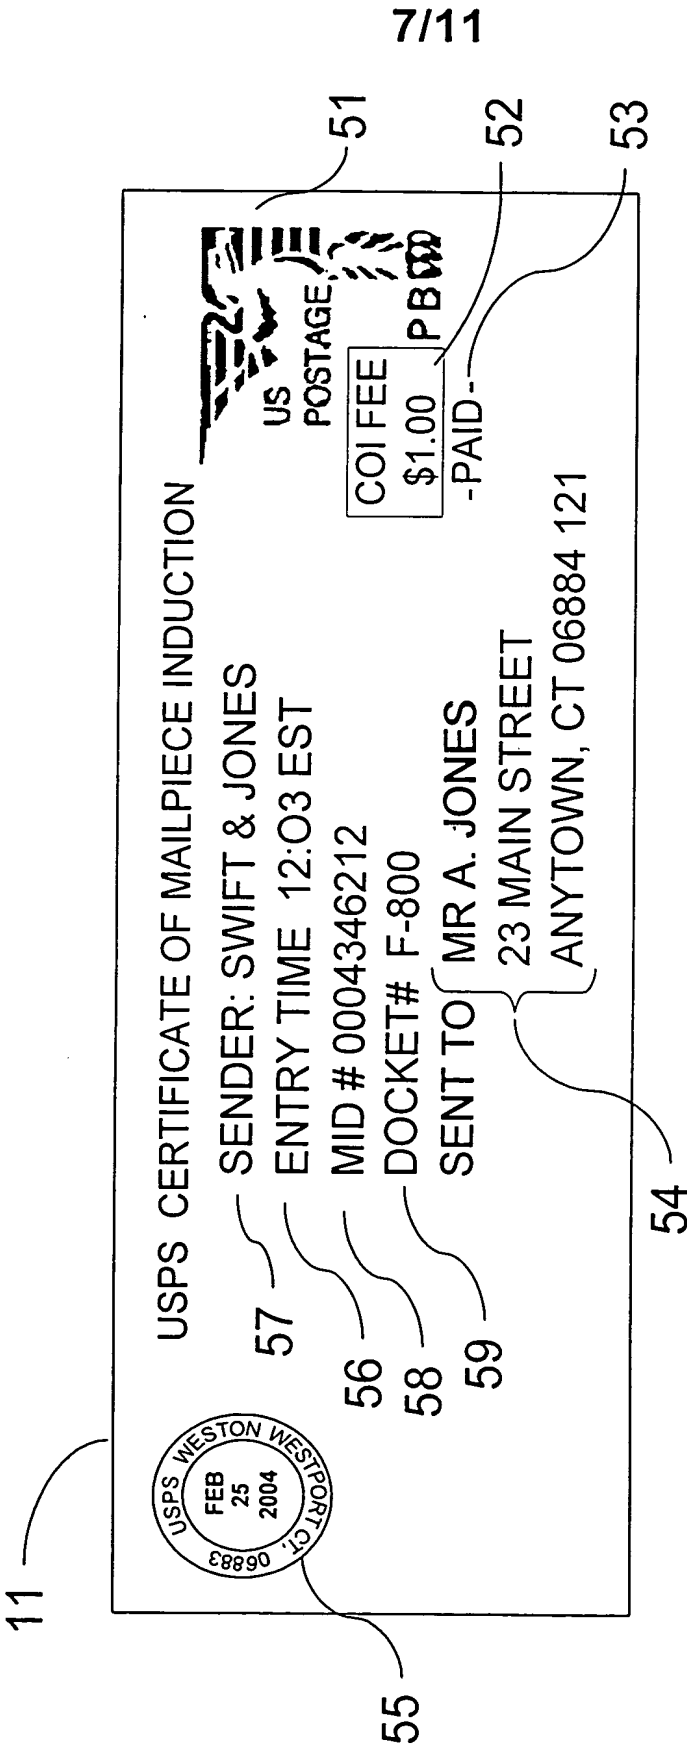 7/11
11
USPS CERTIFICATE OF MAILPIECE INDUCTION
USPS WESTON WESTPORT CT, 06883
FEB
25
2004
55
SENDER: SWIFT & JONES
57
ENTRY TIME 12:O3 EST
56
MID # 0004346212
58
DOCKET# F-800
59
SENT TO MR A. JONES
23 MAIN STREET
ANYTOWN, CT 06884 121
54
US
POSTAGE
51
COI FEE
$1.00
52
PB
-PAID-
53